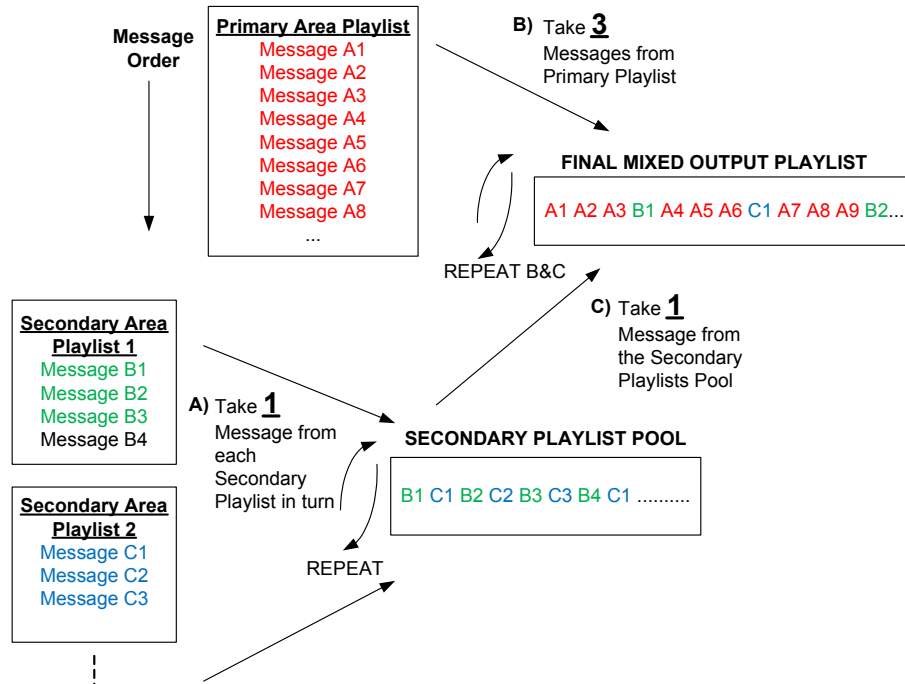 Message
Order
Primary Area Playlist
Message A1
Message A2
Message A3
Message A4
Message A5
Message A6
Message A7
Message A8
...
B) Take 3
Messages from
Primary Playlist
FINAL MIXED OUTPUT PLAYLIST
A1 A2 A3 B1 A4 A5 A6 C1 A7 A8 A9 B2...
REPEAT B&C
C) Take 1
Message from
the Secondary
Playlists Pool
Secondary Area
Playlist 1
Message B1
Message B2
Message B3
Message B4
A) Take 1
Message from
each
Secondary
Playlist in turn
SECONDARY PLAYLIST POOL
B1 C1 B2 C2 B3 C3 B4 C1 ..........
REPEAT
Secondary Area
Playlist 2
Message C1
Message C2
Message C3